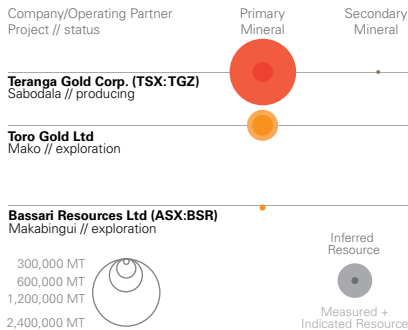 Company/Operating Partner
Project // status
Primary
Mineral
Secondary
Mineral
Teranga Gold Corp. (TSX:TGZ)
Sabodala // producing
Toro Gold Ltd
Mako // exploration
Bassari Resources Ltd (ASX:BSR)
Makabingui // exploration
300,000 MT
600,000 MT
1,200,000 MT
2,400,000 MT
Inferred
Resource
Measured +
Indicated Resource